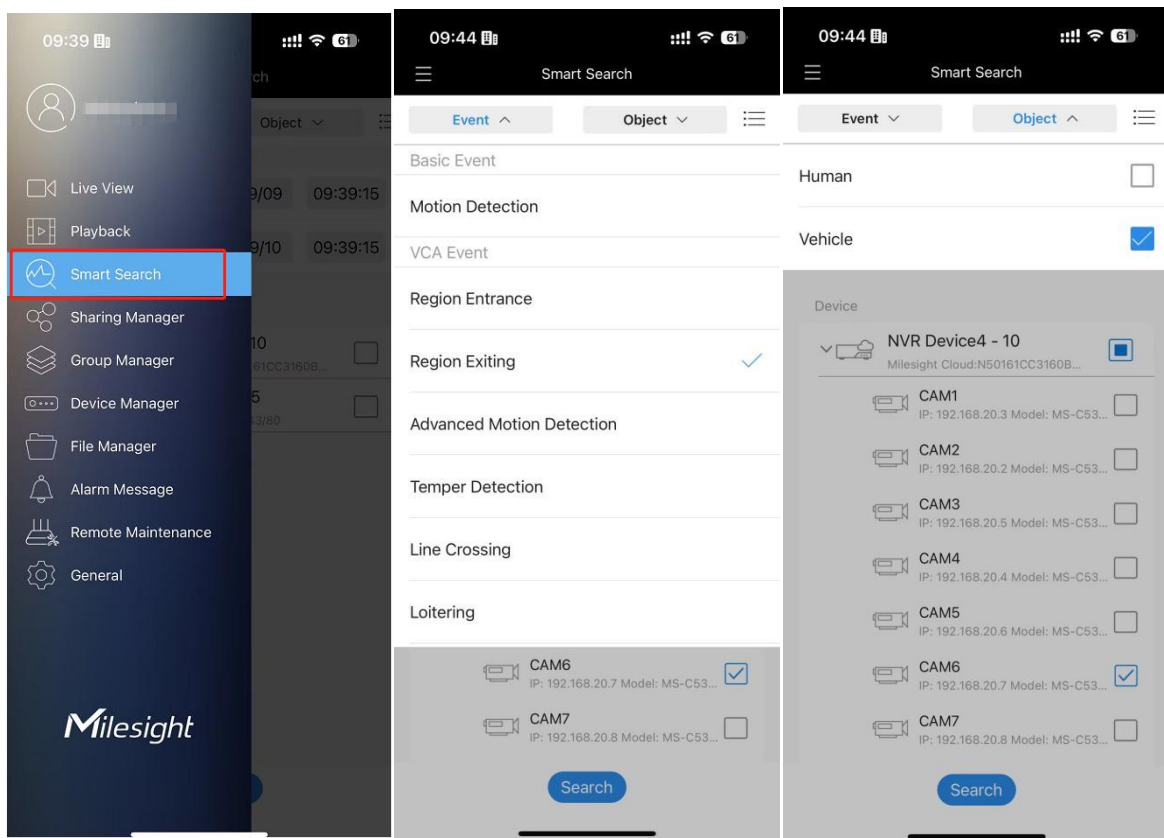 09:39
61
ch
Object
Live View
9/09 09:39:15
Playback
9/10 09:39:15
Smart Search
Sharing Manager
10
Group Manager
61CC3160B...
Device Manager
5
53/80
File Manager
Alarm Message
Remote Maintenance
General
Milesight
09:44
61
Smart Search
Event
Object
Basic Event
Motion Detection
VCA Event
Region Entrance
Region Exiting
Advanced Motion Detection
Temper Detection
Line Crossing
Loitering
CAM6
IP: 192.168.20.7 Model: MS-C53...
CAM7
IP: 192.168.20.8 Model: MS-C53...
Search
09:44
61
Smart Search
Event
Object
Human
Vehicle
Device
NVR Device4 - 10
Milesight Cloud:N50161CC3160B...
CAM1
IP: 192.168.20.3 Model: MS-C53...
CAM2
IP: 192.168.20.2 Model: MS-C53...
CAM3
IP: 192.168.20.5 Model: MS-C53...
CAM4
IP: 192.168.20.4 Model: MS-C53...
CAM5
IP: 192.168.20.6 Model: MS-C53...
CAM6
IP: 192.168.20.7 Model: MS-C53...
CAM7
IP: 192.168.20.8 Model: MS-C53...
Search